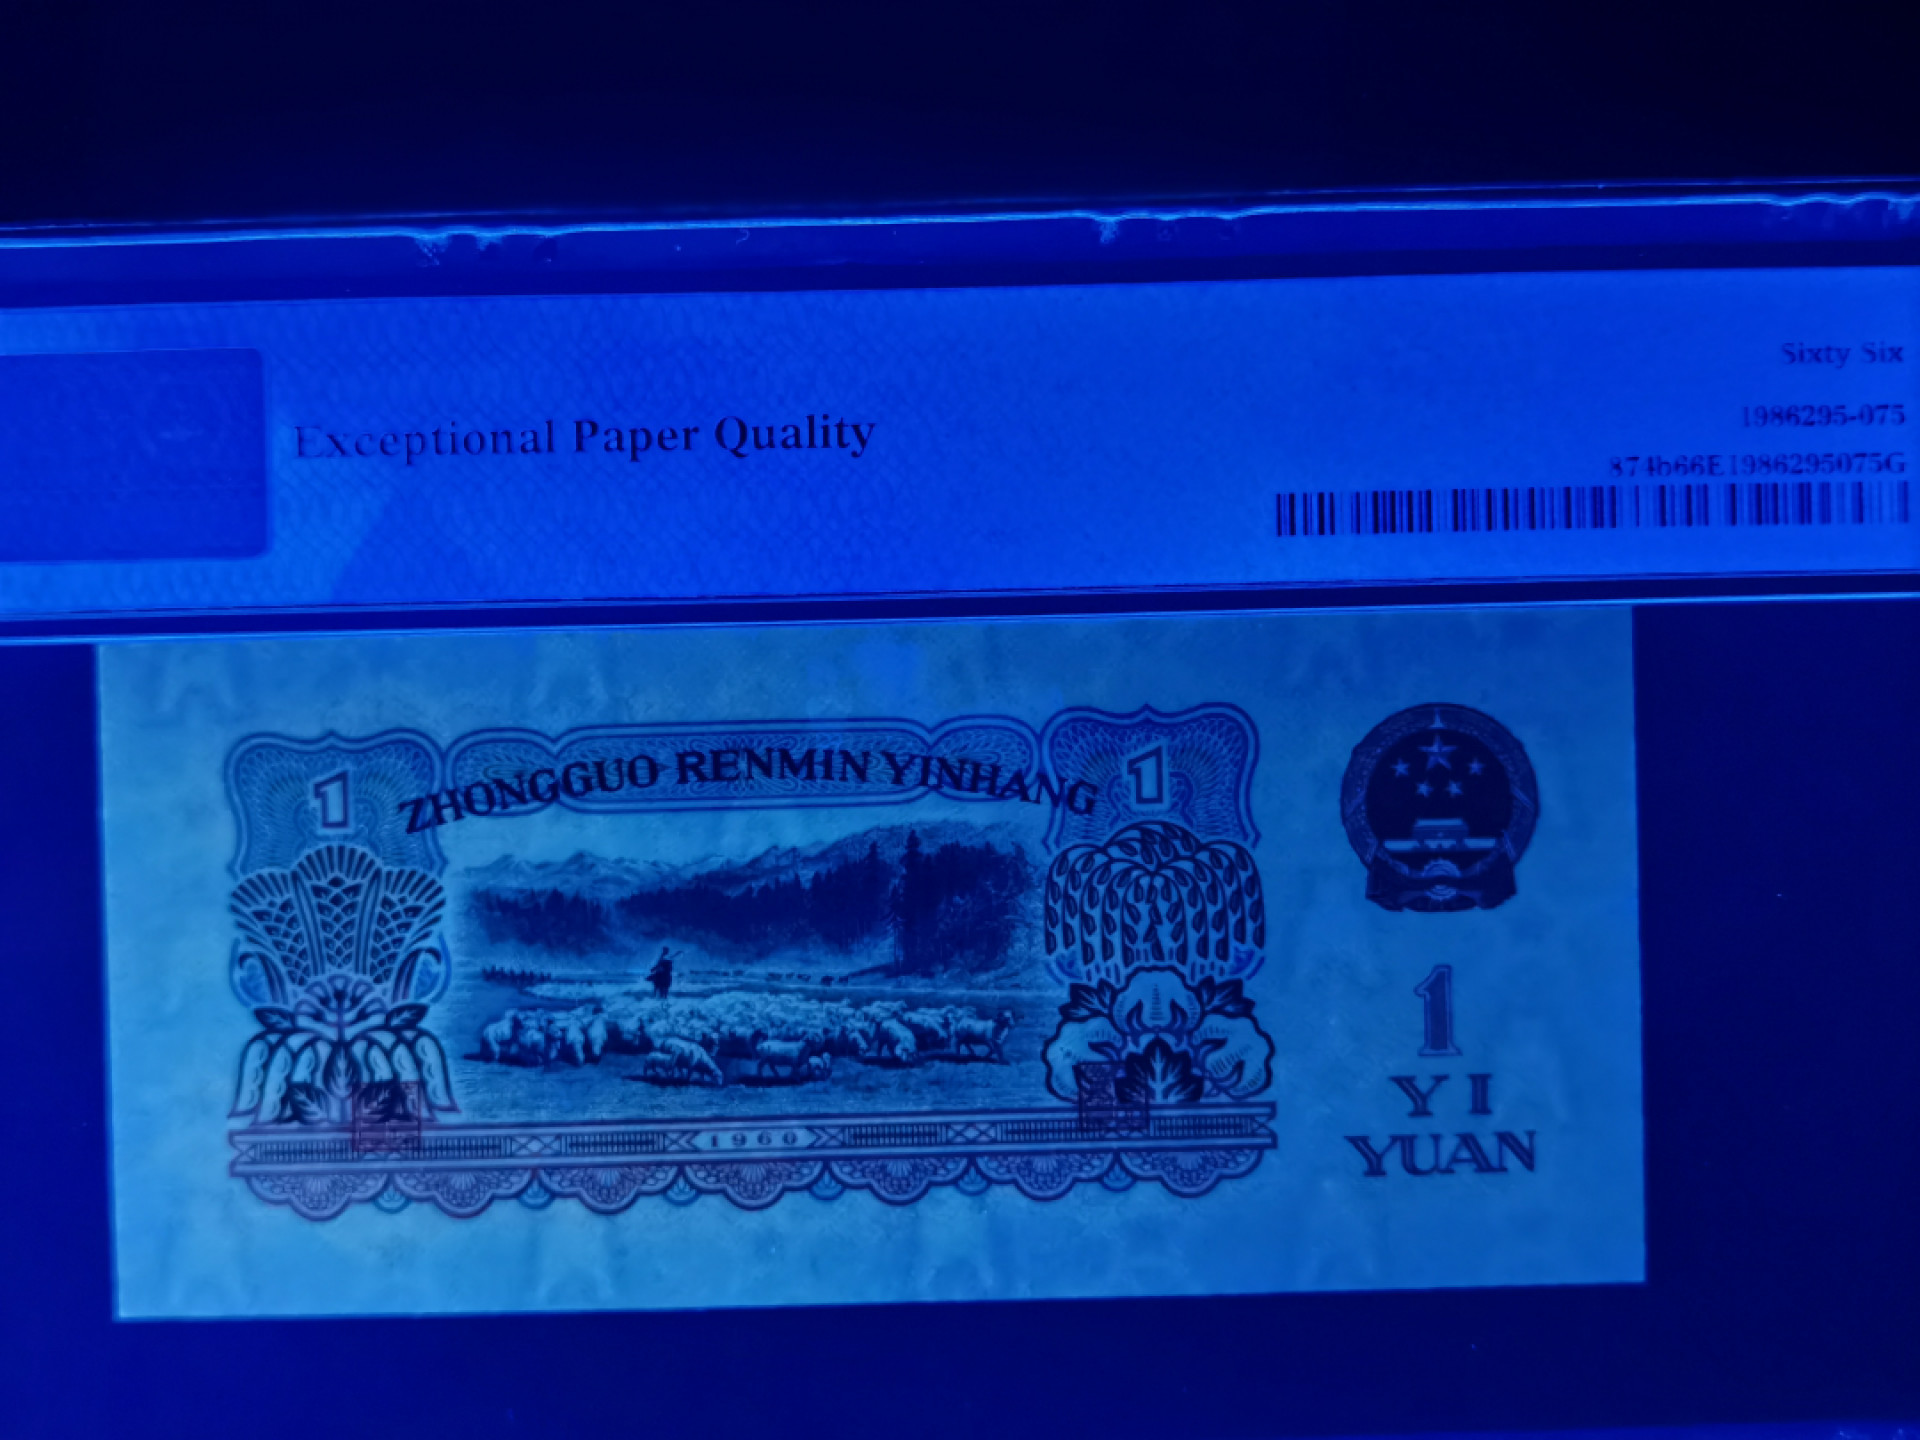 Exceptional Paper Quality
Sixty Six
1986295-075
874b66E1986295075G
1
ZHONGGUO RENMIN YINHANG
1
1960
1
YI
YUAN